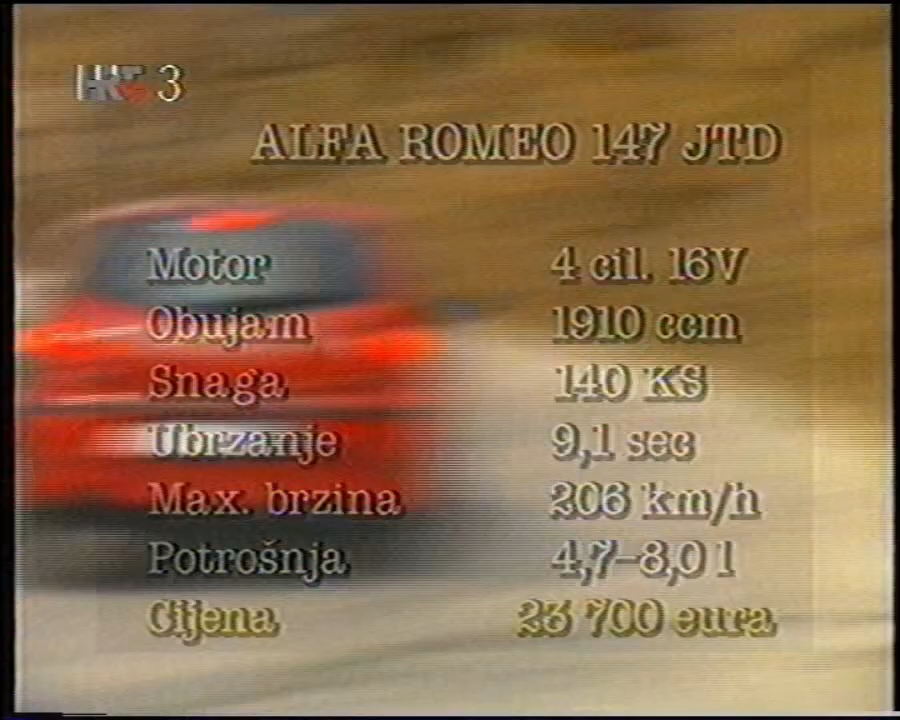 HRT 3
ALFA ROMEO 147 JTD
Motor 4 cil. 16V
Obujam 1910 ccm
Snaga 140 KS
Ubrzanje 9,1 sec
Max. brzina 206 km/h
Potrošnja 4,7-8,0 l
Cijena 23 700 eura